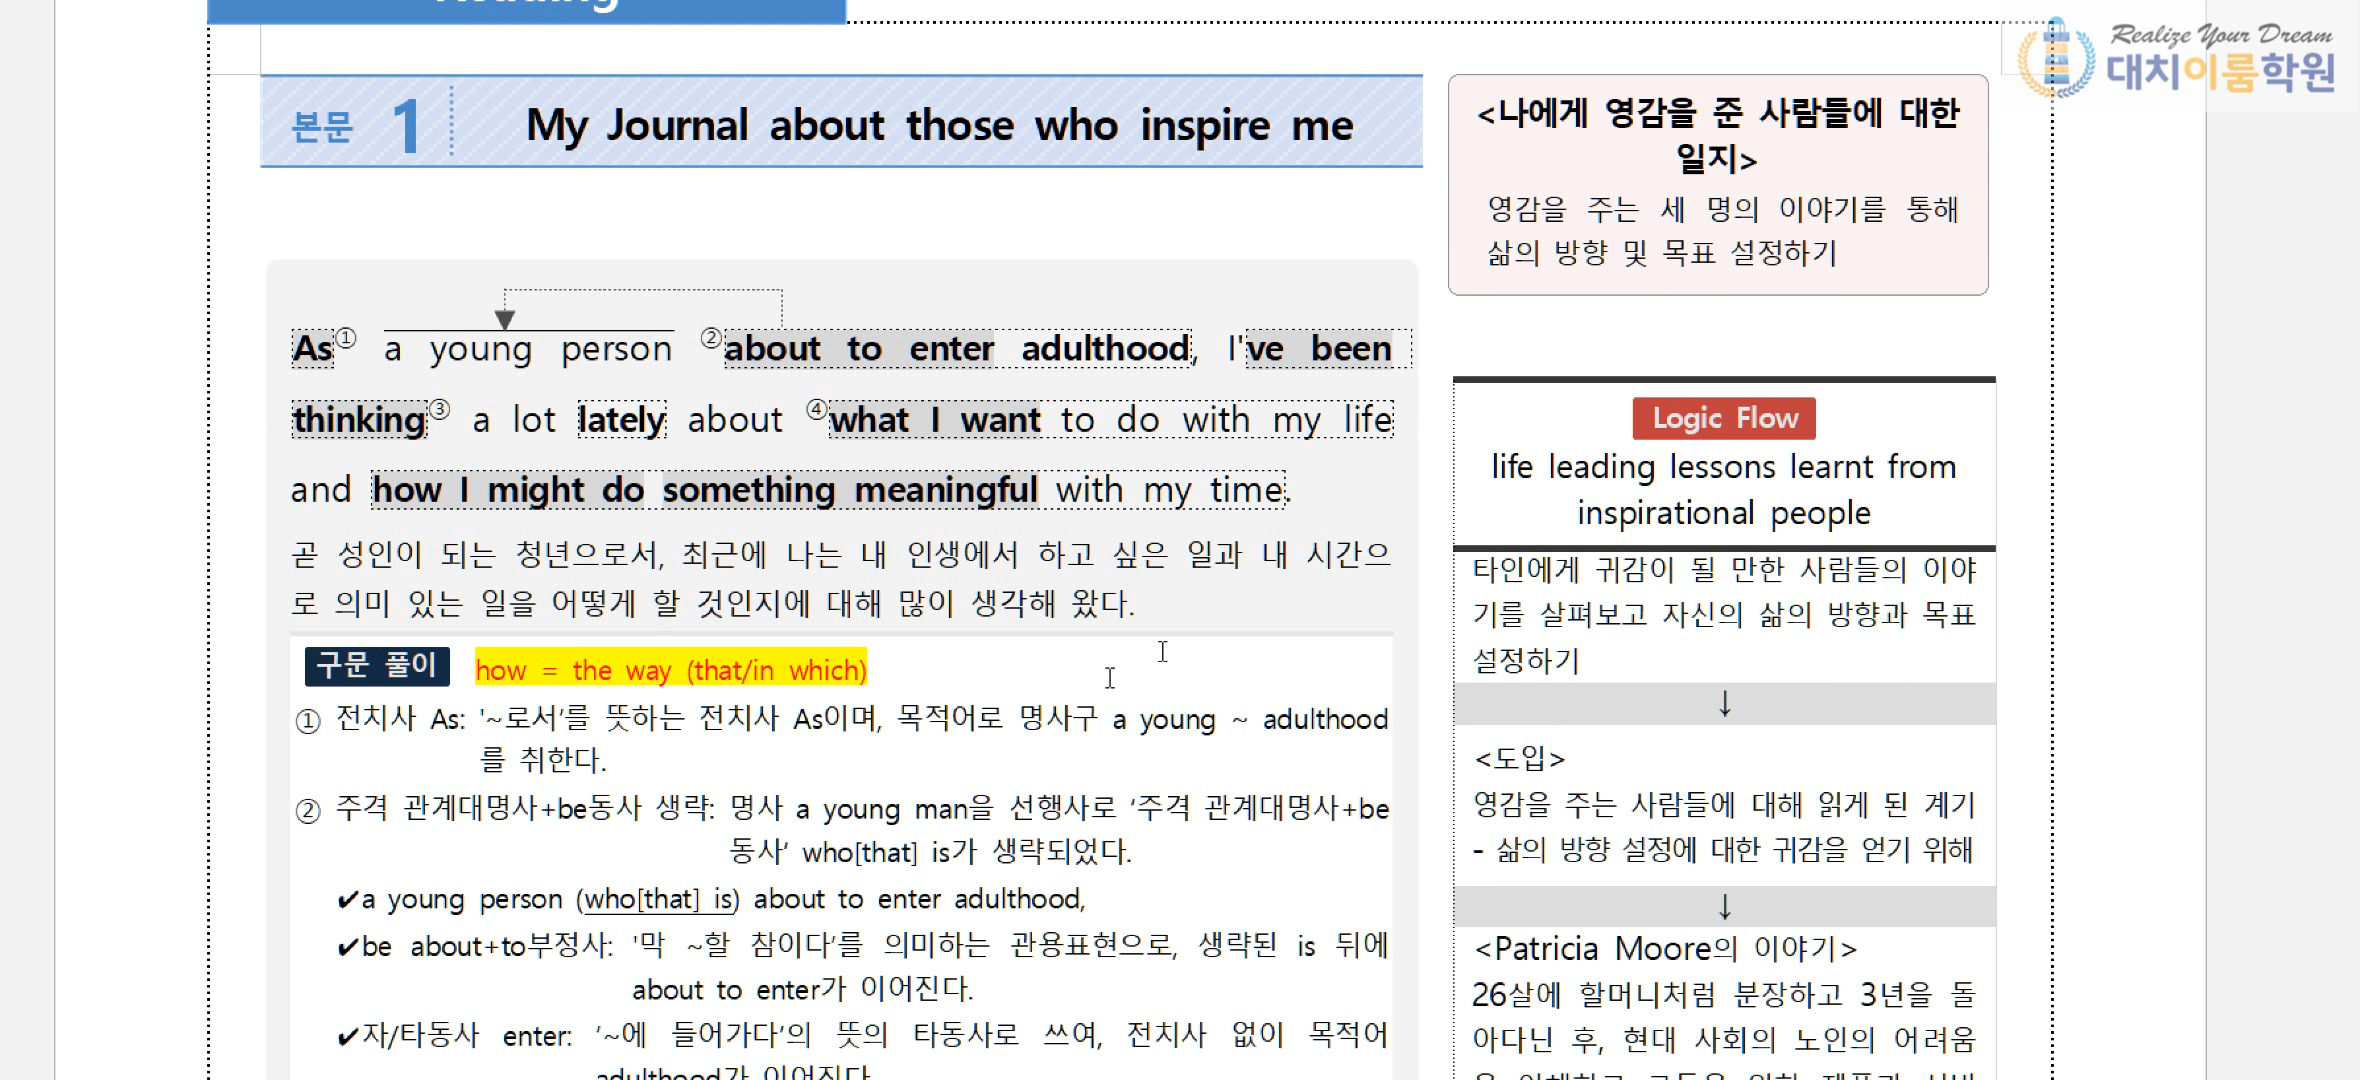 Reading
Realize Your Dream
대치이룸학원
본문 1 My Journal about those who inspire me
As① a young person ②about to enter adulthood, I've been
thinking③ a lot lately about ④what I want to do with my life
and how I might do something meaningful with my time.
곧 성인이 되는 청년으로서, 최근에 나는 내 인생에서 하고 싶은 일과 내 시간으
로 의미 있는 일을 어떻게 할 것인지에 대해 많이 생각해 왔다.
구문 풀이 how = the way (that/in which)
① 전치사 As: '~로서'를 뜻하는 전치사 As이며, 목적어로 명사구 a young ~ adulthood
를 취한다.
② 주격 관계대명사+be동사 생략: 명사 a young man을 선행사로 '주격 관계대명사+be
동사' who[that] is가 생략되었다.
✔a young person (who[that] is) about to enter adulthood,
✔be about+to부정사: '막 ~할 참이다'를 의미하는 관용표현으로, 생략된 is 뒤에
about to enter가 이어진다.
✔자/타동사 enter: '~에 들어가다'의 뜻의 타동사로 쓰여, 전치사 없이 목적어
adulthood가 이어진다.
<나에게 영감을 준 사람들에 대한
일지>
영감을 주는 세 명의 이야기를 통해
삶의 방향 및 목표 설정하기
Logic Flow
life leading lessons learnt from
inspirational people
타인에게 귀감이 될 만한 사람들의 이야
기를 살펴보고 자신의 삶의 방향과 목표
설정하기
↓
<도입>
영감을 주는 사람들에 대해 읽게 된 계기
- 삶의 방향 설정에 대한 귀감을 얻기 위해
↓
<Patricia Moore의 이야기>
26살에 할머니처럼 분장하고 3년을 돌
아다닌 후, 현대 사회의 노인의 어려움